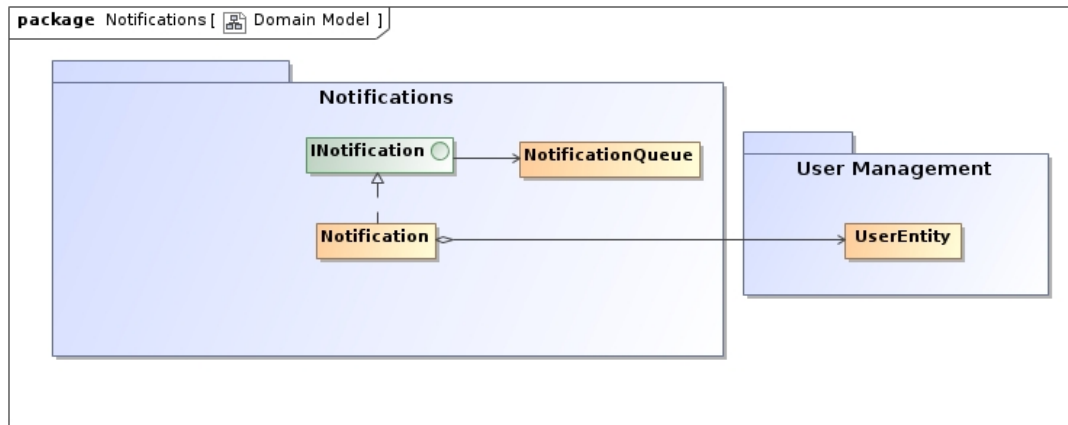 package Notifications [ Domain Model ]
Notifications
INotification
NotificationQueue
User Management
Notification
UserEntity